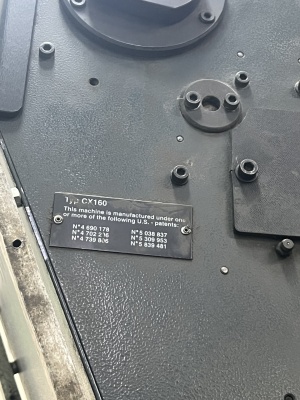 Typ CX160
This machine is manufactured under one
or more of the following U.S. - patents:
N° 4 690 178
N° 4 702 216
N° 4 739 806
N° 5 038 837
N° 5 309 953
N° 5 839 481